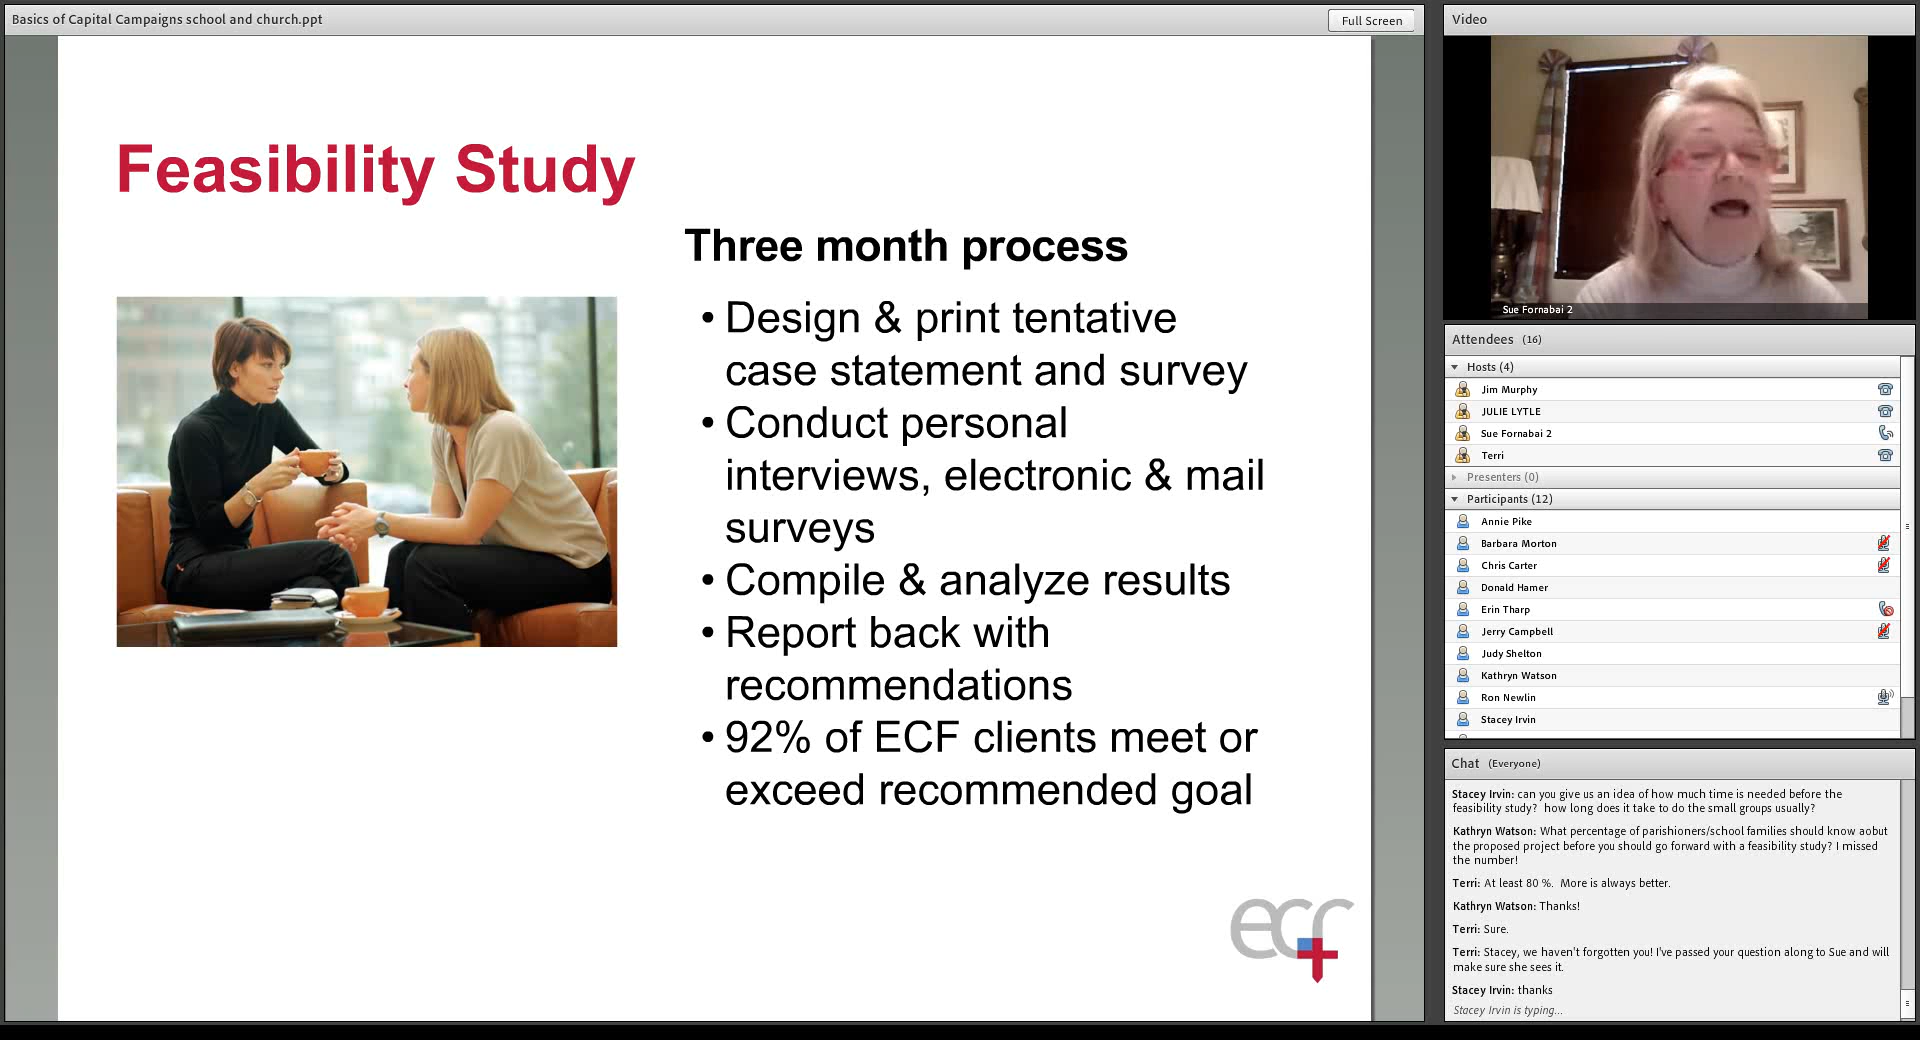 Basics of Capital Campaigns school and church.ppt
Full Screen
Feasibility Study
Three month process
• Design & print tentative
case statement and survey
• Conduct personal
interviews, electronic & mail
surveys
• Compile & analyze results
• Report back with
recommendations
• 92% of ECF clients meet or
exceed recommended goal
ecf
Video
Sue Fornabai 2
Attendees (16)
Hosts (4)
Jim Murphy
JULIE LYTLE
Sue Fornabai 2
Terri
Presenters (0)
Participants (12)
Annie Pike
Barbara Morton
Chris Carter
Donald Hamer
Erin Tharp
Jerry Campbell
Judy Shelton
Kathryn Watson
Ron Newlin
Stacey Irvin
Chat (Everyone)
Stacey Irvin: can you give us an idea of how much time is needed before the
feasibility study? how long does it take to do the small groups usually?
Kathryn Watson: What percentage of parishioners/school families should know aobut
the proposed project before you should go forward with a feasibility study? I missed
the number!
Terri: At least 80 %. More is always better.
Kathryn Watson: Thanks!
Terri: Sure.
Terri: Stacey, we haven't forgotten you! I've passed your question along to Sue and will
make sure she sees it.
Stacey Irvin: thanks
Stacey Irvin is typing...